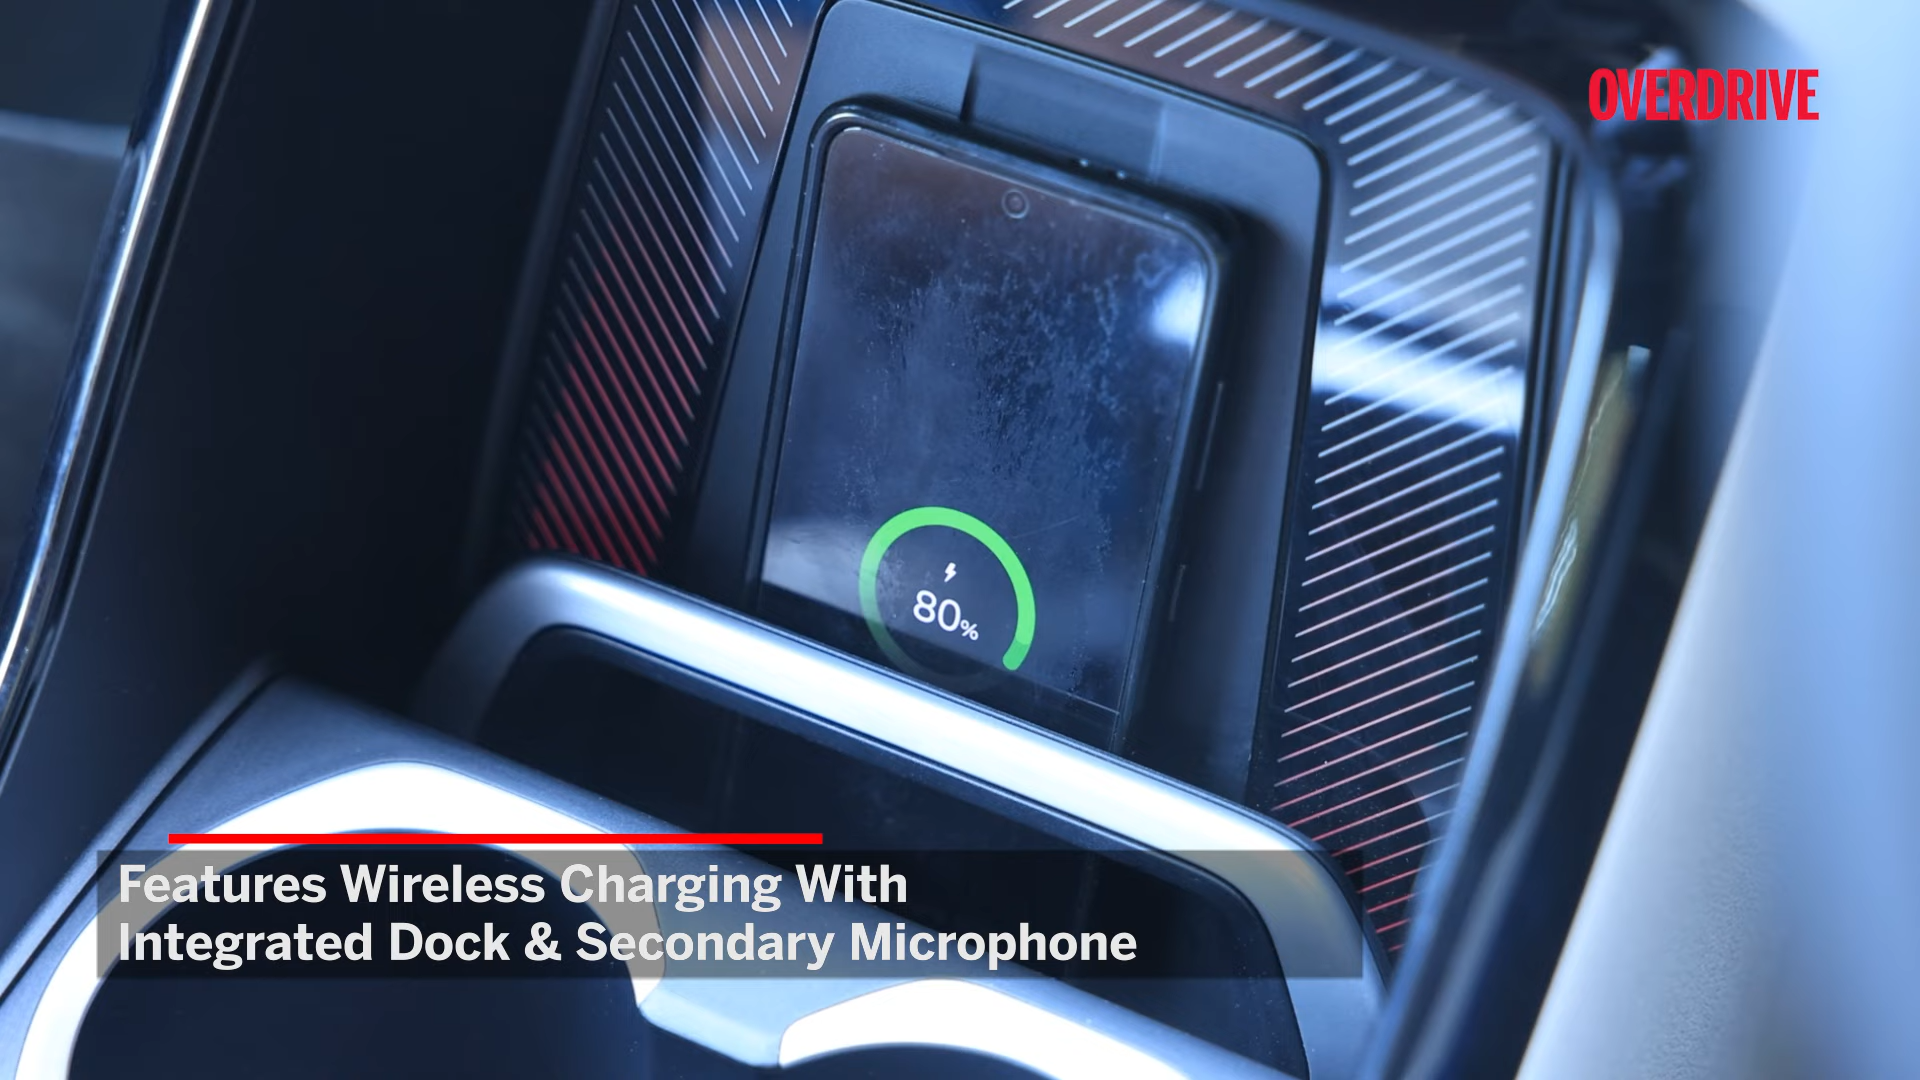 OVERDRIVE
80%
Features Wireless Charging With
Integrated Dock & Secondary Microphone